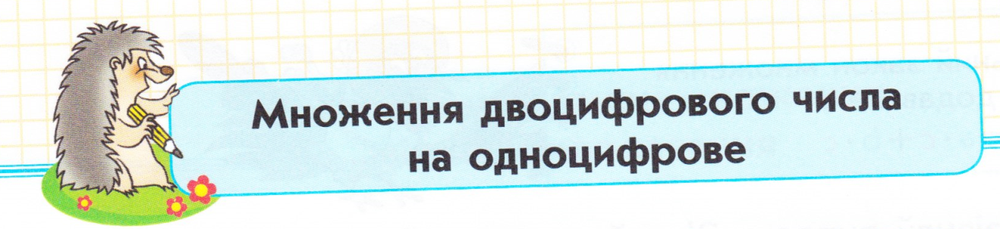 Множення двоцифрового числа
на одноцифрове